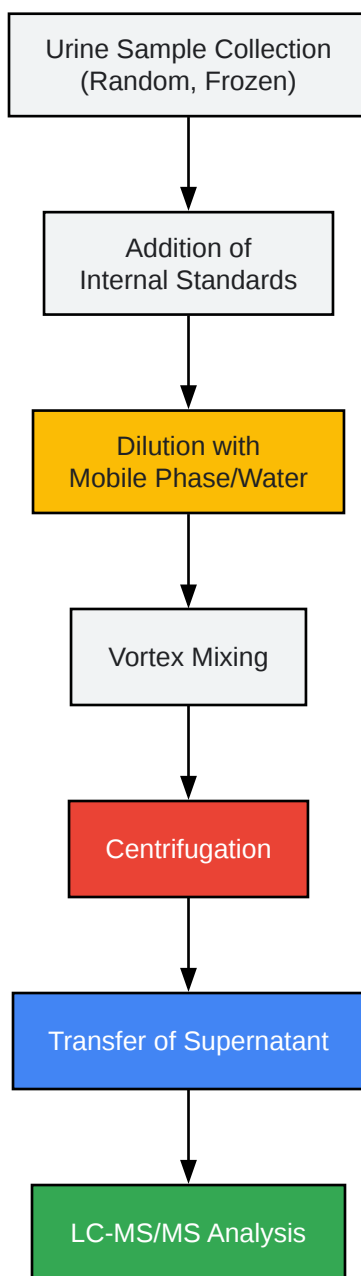 Urine Sample Collection
(Random, Frozen)
Addition of
Internal Standards
Dilution with
Mobile Phase/Water
Vortex Mixing
Centrifugation
Transfer of Supernatant
LC-MS/MS Analysis